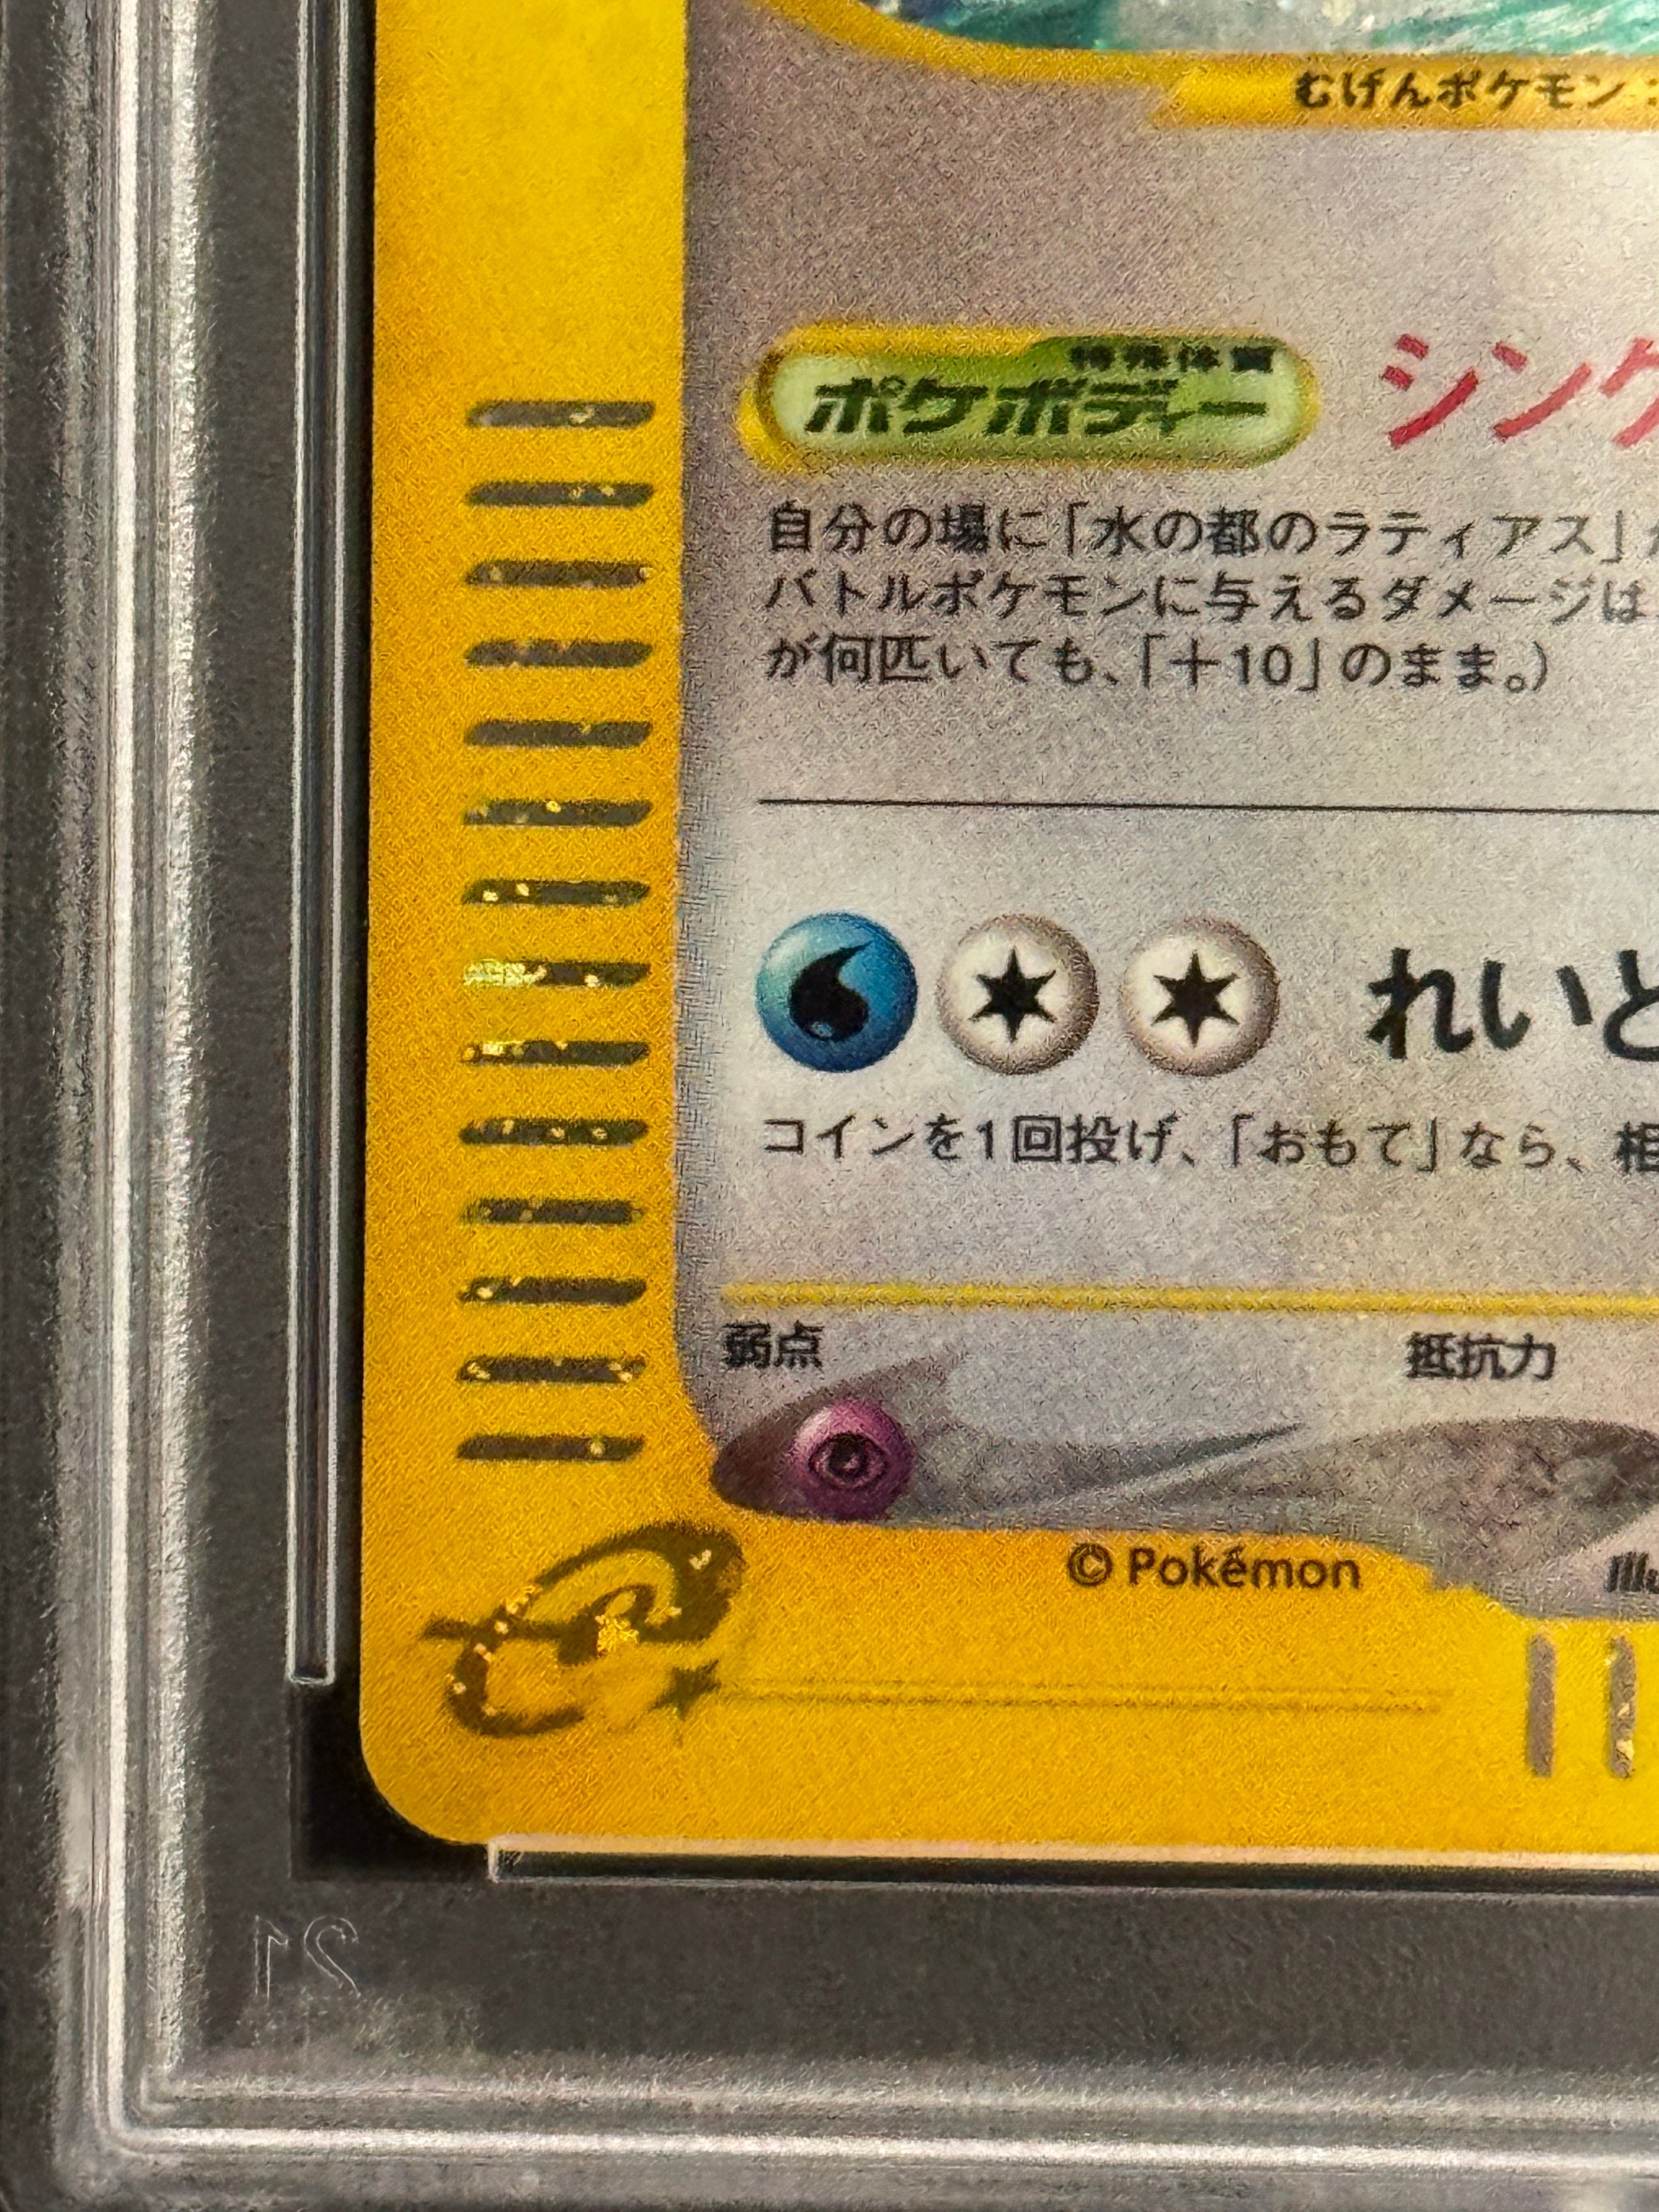 むげんポケモン：
特殊体質
ポケボディー
シンク
自分の場に「水の都のラティアス」が
バトルポケモンに与えるダメージは
が何匹いても、「＋10」のまま。）
れいと
コインを1回投げ、「おもて」なら、相
弱点
抵抗力
© Pokémon
Illu
e
21